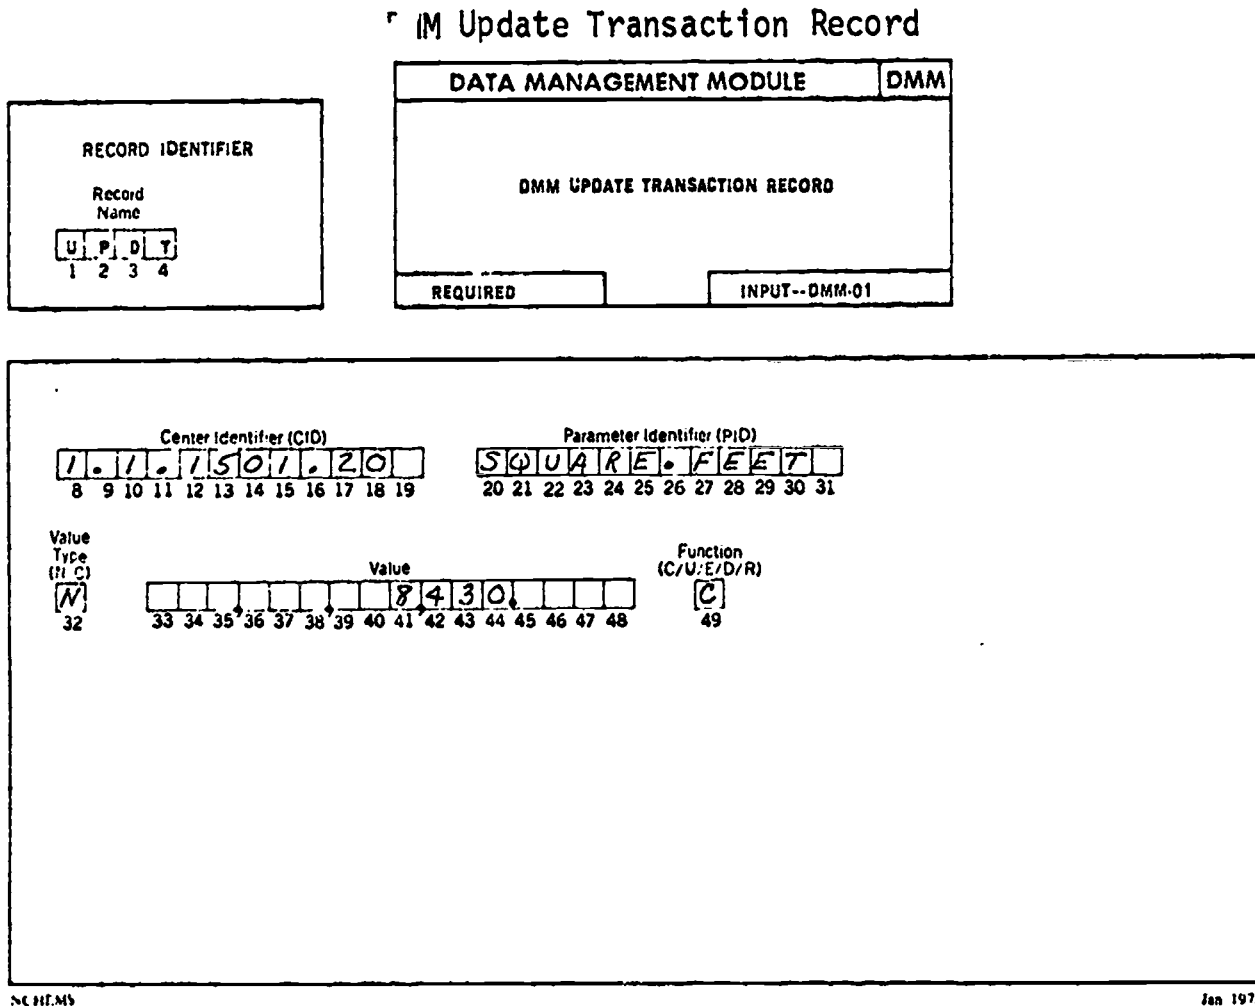 M Update Transaction Record
DATA MANAGEMENT MODULE DMM
RECORD IDENTIFIER
Record
Name
U P D T
1 2 3 4
DMM UPDATE TRANSACTION RECORD
REQUIRED
INPUT--DMM-01
Center Identifier (CID)
1.1.1501.20
8 9 10 11 12 13 14 15 16 17 18 19
Parameter Identifier (PID)
SQUARE.FEET
20 21 22 23 24 25 26 27 28 29 30 31
Value
Type
(N C)
N
32
Value
8430.
33 34 35 36 37 38 39 40 41 42 43 44 45 46 47 48
Function
(C/U/E/D/R)
C
49
NCHEMS
Jan 197